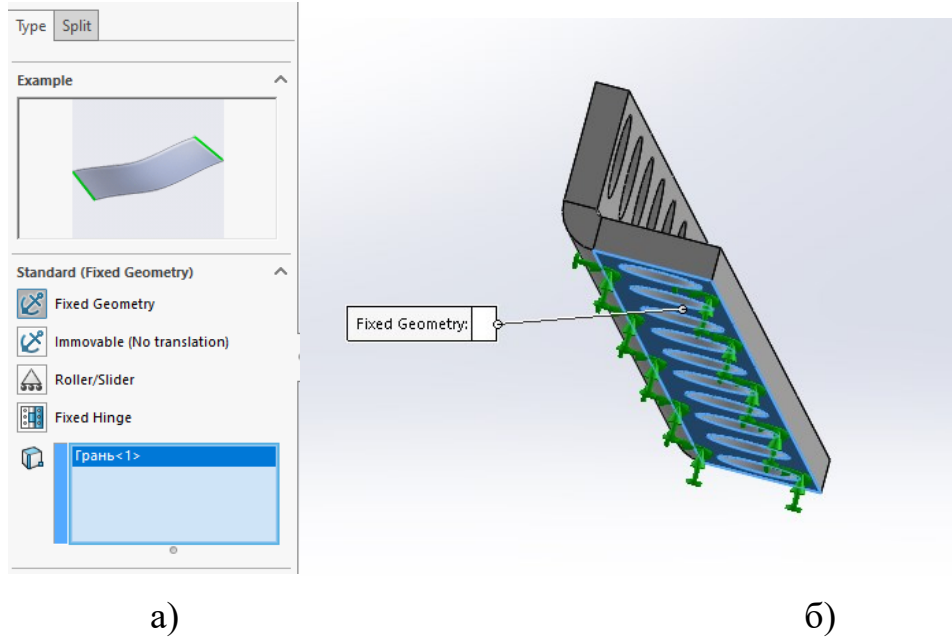 Type Split
Example
Standard (Fixed Geometry)
Fixed Geometry
Immovable (No translation)
Roller/Slider
Fixed Hinge
Грань<1>
Fixed Geometry:
а)
б)